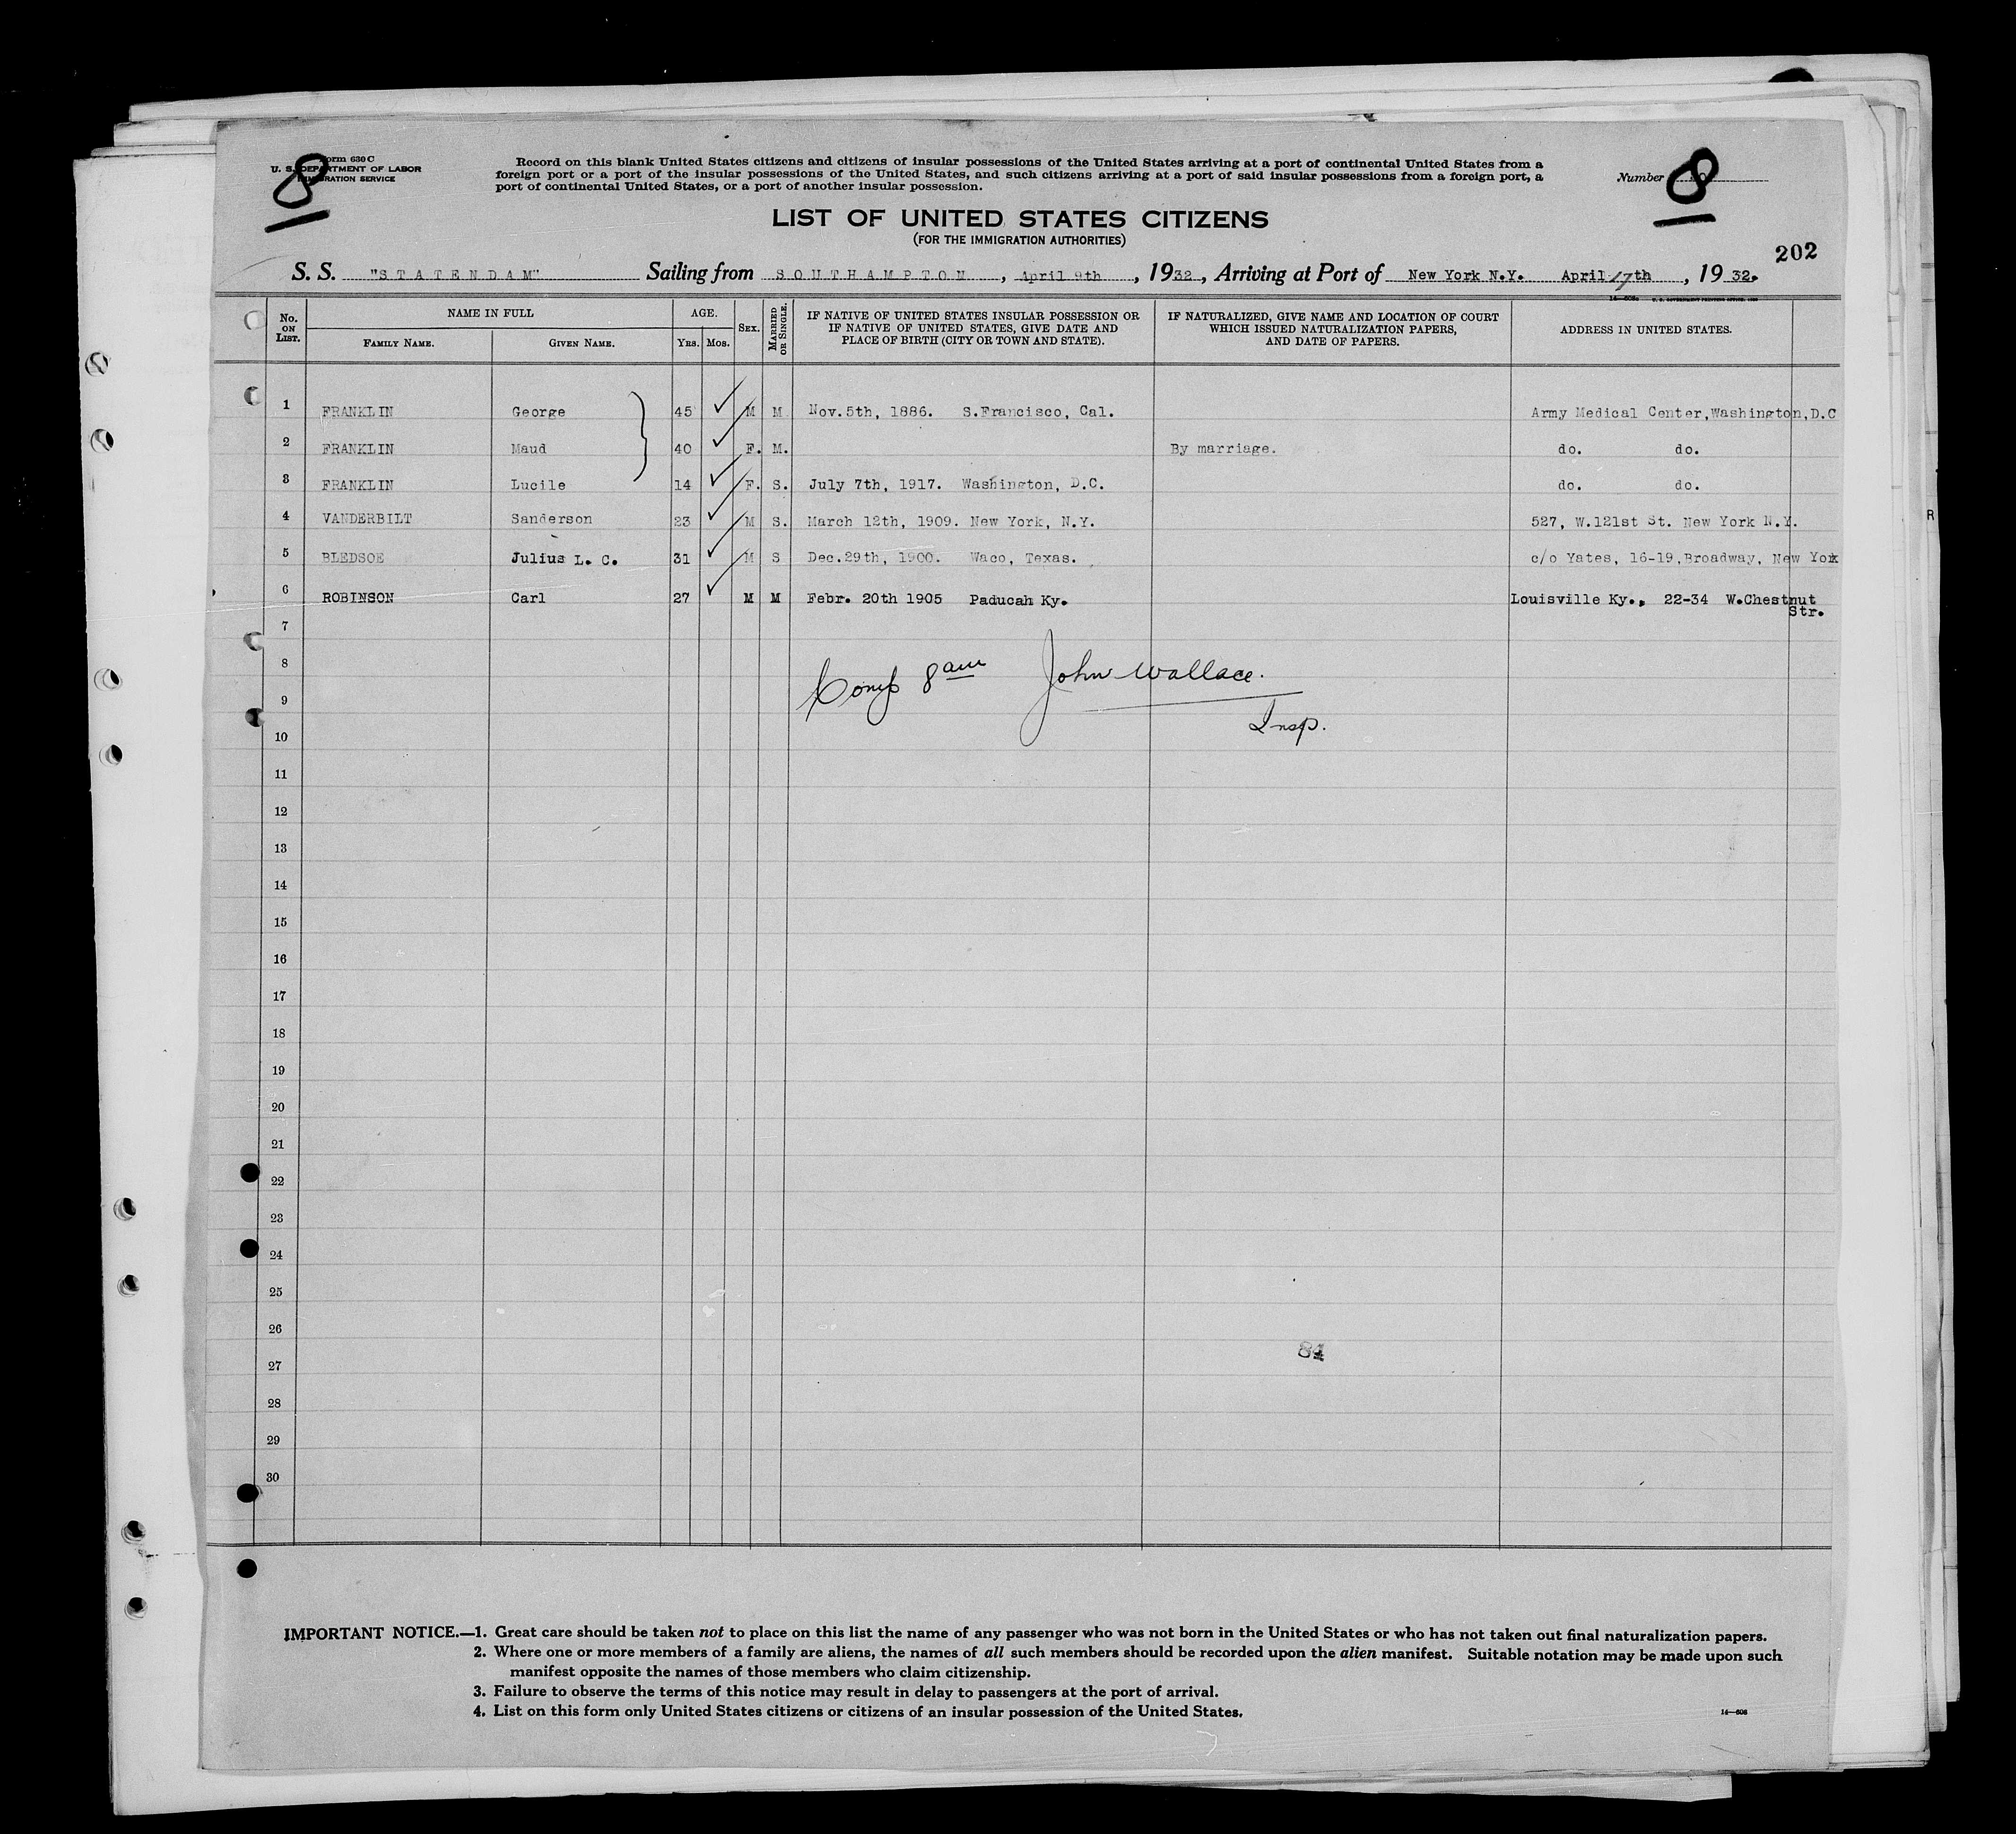 Form 630 C
U. S. DEPARTMENT OF LABOR
IMMIGRATION SERVICE
8
Record on this blank United States citizens and citizens of insular possessions of the United States arriving at a port of continental United States from a
foreign port or a port of the insular possessions of the United States, and such citizens arriving at a port of said insular possessions from a foreign port, a
port of continental United States, or a port of another insular possession.
Number
8
LIST OF UNITED STATES CITIZENS
(FOR THE IMMIGRATION AUTHORITIES)
202
S. S. "STATENDAM" Sailing from SOUTHAMPTON, April 9th, 1932, Arriving at Port of New York N.Y. April 17th, 1932.
No. ON LIST. NAME IN FULL FAMILY NAME. GIVEN NAME. AGE. YRS. MOS. SEX. MARRIED OR SINGLE. IF NATIVE OF UNITED STATES INSULAR POSSESSION OR IF NATIVE OF UNITED STATES, GIVE DATE AND PLACE OF BIRTH (CITY OR TOWN AND STATE). IF NATURALIZED, GIVE NAME AND LOCATION OF COURT WHICH ISSUED NATURALIZATION PAPERS, AND DATE OF PAPERS. ADDRESS IN UNITED STATES.
1 FRANKLIN George 45 M M Nov.5th, 1886. S.Francisco, Cal. Army Medical Center,Washington,D.C
2 FRANKLIN Maud 40 F. M. By marriage. do. do.
3 FRANKLIN Lucile 14 F. S. July 7th, 1917. Washington, D.C. do. do.
4 VANDERBILT Sanderson 23 M S. March 12th, 1909. New York, N.Y. 527, W.121st St. New York N.Y.
5 BLEDSOE Julius L. C. 31 M S Dec.29th, 1900. Waco, Texas. c/o Yates, 16-19,Broadway, New York
6 ROBINSON Carl 27 M M Febr. 20th 1905 Paducah Ky. Louisville Ky., 22-34 W.Chestnut
Str.
7
8 Comp 8 am John Wallace.
9
Insp.
10
11
12
13
14
15
16
17
18
19
20
21
22
23
24
25
26
84
27
28
29
30
IMPORTANT NOTICE.—1. Great care should be taken not to place on this list the name of any passenger who was not born in the United States or who has not taken out final naturalization papers.
2. Where one or more members of a family are aliens, the names of all such members should be recorded upon the alien manifest. Suitable notation may be made upon such
manifest opposite the names of those members who claim citizenship.
3. Failure to observe the terms of this notice may result in delay to passengers at the port of arrival.
4. List on this form only United States citizens or citizens of an insular possession of the United States.
14—608